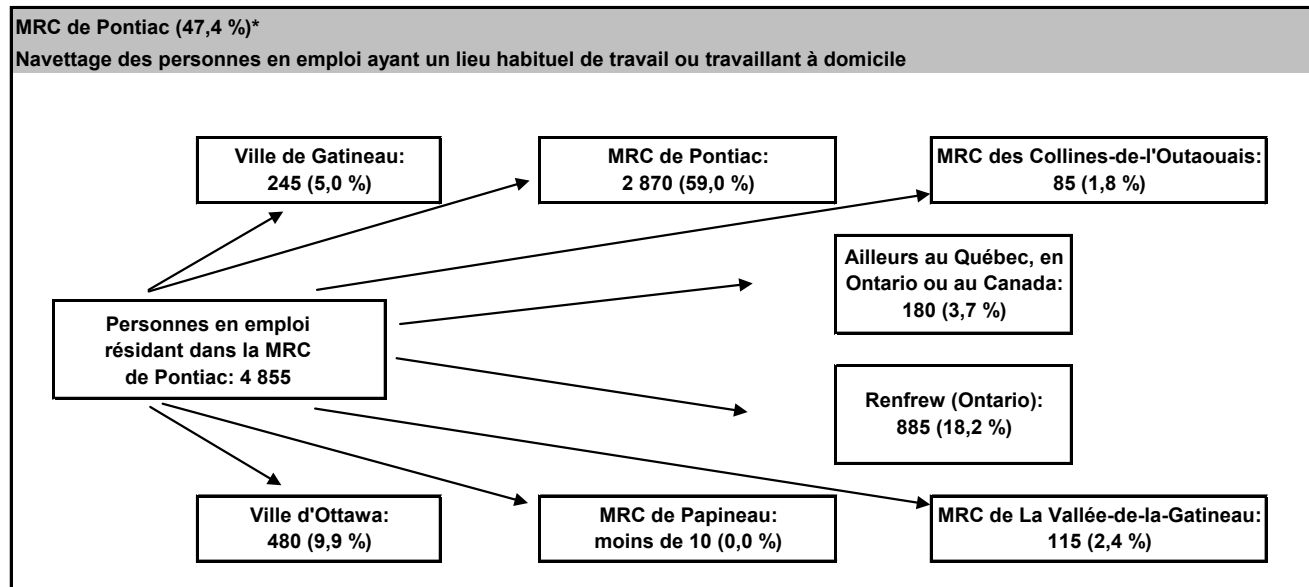 MRC de Pontiac (47,4 %)*
Navettage des personnes en emploi ayant un lieu habituel de travail ou travaillant à domicile
Ville de Gatineau:
245 (5,0 %)
MRC de Pontiac:
2 870 (59,0 %)
MRC des Collines-de-l'Outaouais:
85 (1,8 %)
Ailleurs au Québec, en
Ontario ou au Canada:
180 (3,7 %)
Personnes en emploi
résidant dans la MRC
de Pontiac: 4 855
Renfrew (Ontario):
885 (18,2 %)
Ville d'Ottawa:
480 (9,9 %)
MRC de Papineau:
moins de 10 (0,0 %)
MRC de La Vallée-de-la-Gatineau:
115 (2,4 %)